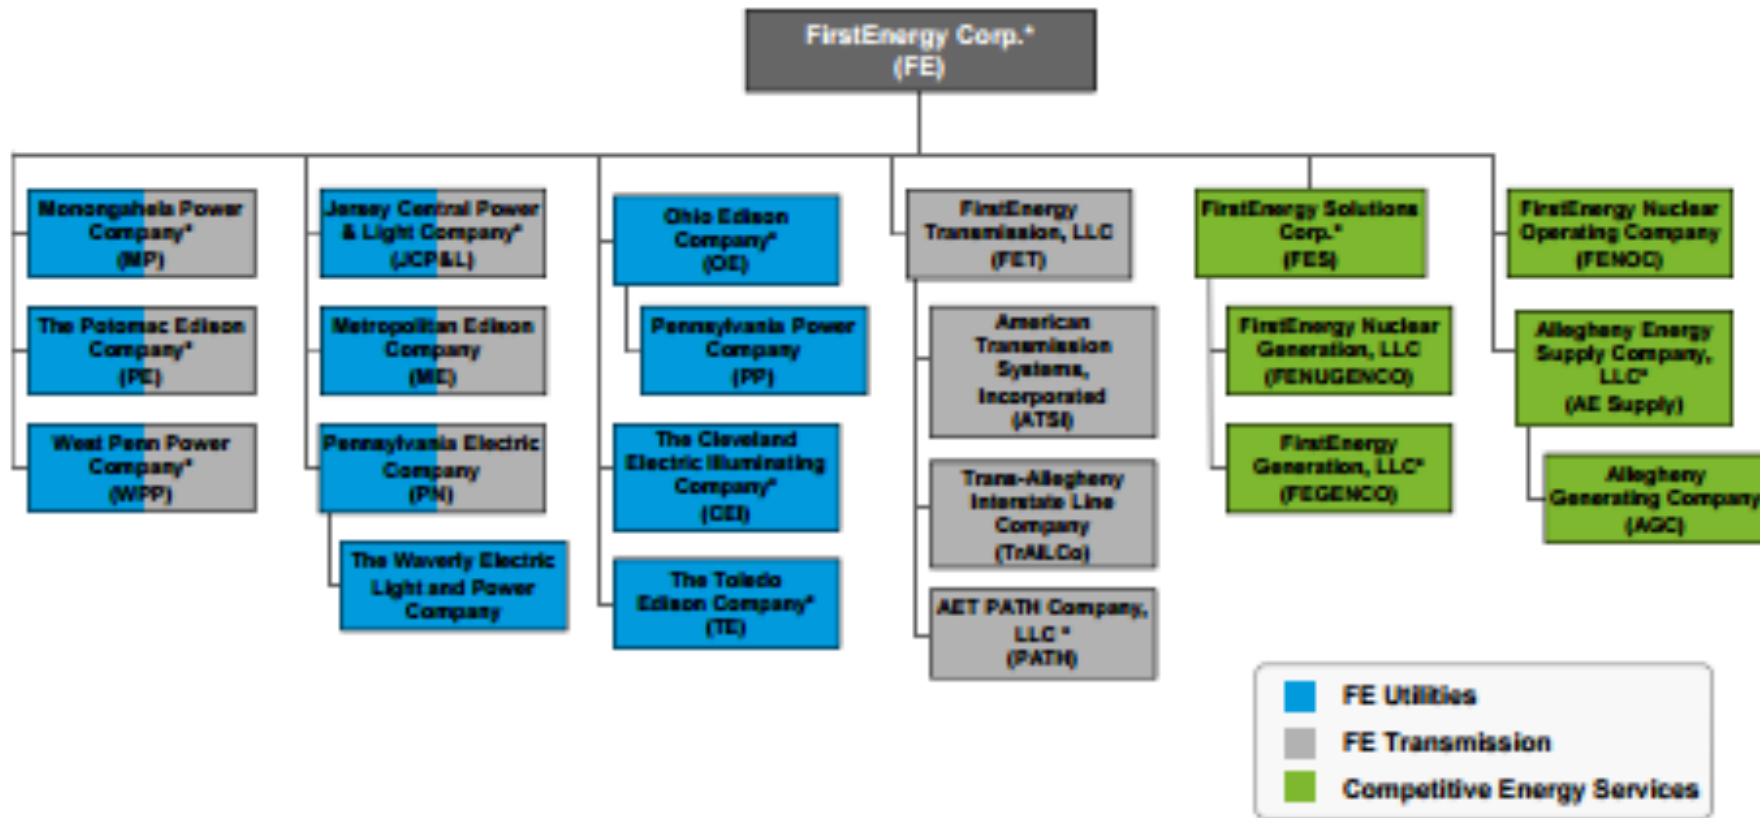 FirstEnergy Corp.*
(FE)
Monongahela Power
Company*
(MP)
The Potomac Edison
Company*
(PE)
West Penn Power
Company*
(WPP)
Jersey Central Power
& Light Company*
(JCP&L)
Metropolitan Edison
Company
(ME)
Pennsylvania Electric
Company
(PN)
The Waverly Electric
Light and Power
Company
Ohio Edison
Company*
(OE)
Pennsylvania Power
Company
(PP)
The Cleveland
Electric Illuminating
Company*
(CEI)
The Toledo
Edison Company*
(TE)
FirstEnergy
Transmission, LLC
(FET)
American
Transmission
Systems,
Incorporated
(ATSI)
Trans-Allegheny
Interstate Line
Company
(TrAILCo)
AET PATH Company,
LLC *
(PATH)
FirstEnergy Solutions
Corp.*
(FES)
FirstEnergy Nuclear
Generation, LLC
(FENUGENCO)
FirstEnergy
Generation, LLC*
(FEGENCO)
FirstEnergy Nuclear
Operating Company
(FENOC)
Allegheny Energy
Supply Company,
LLC*
(AE Supply)
Allegheny
Generating Company
(AGC)
FE Utilities
FE Transmission
Competitive Energy Services